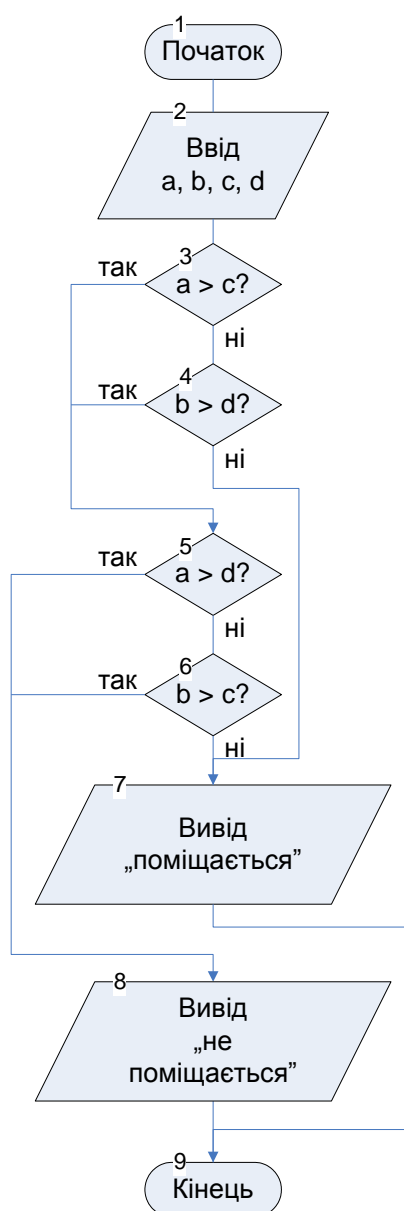 1
Початок
2
Ввід
a, b, c, d
3
так
a > c?
ні
4
так
b > d?
ні
5
так
a > d?
ні
6
так
b > c?
ні
7
Вивід
„поміщається”
8
Вивід
„не
поміщається”
9
Кінець